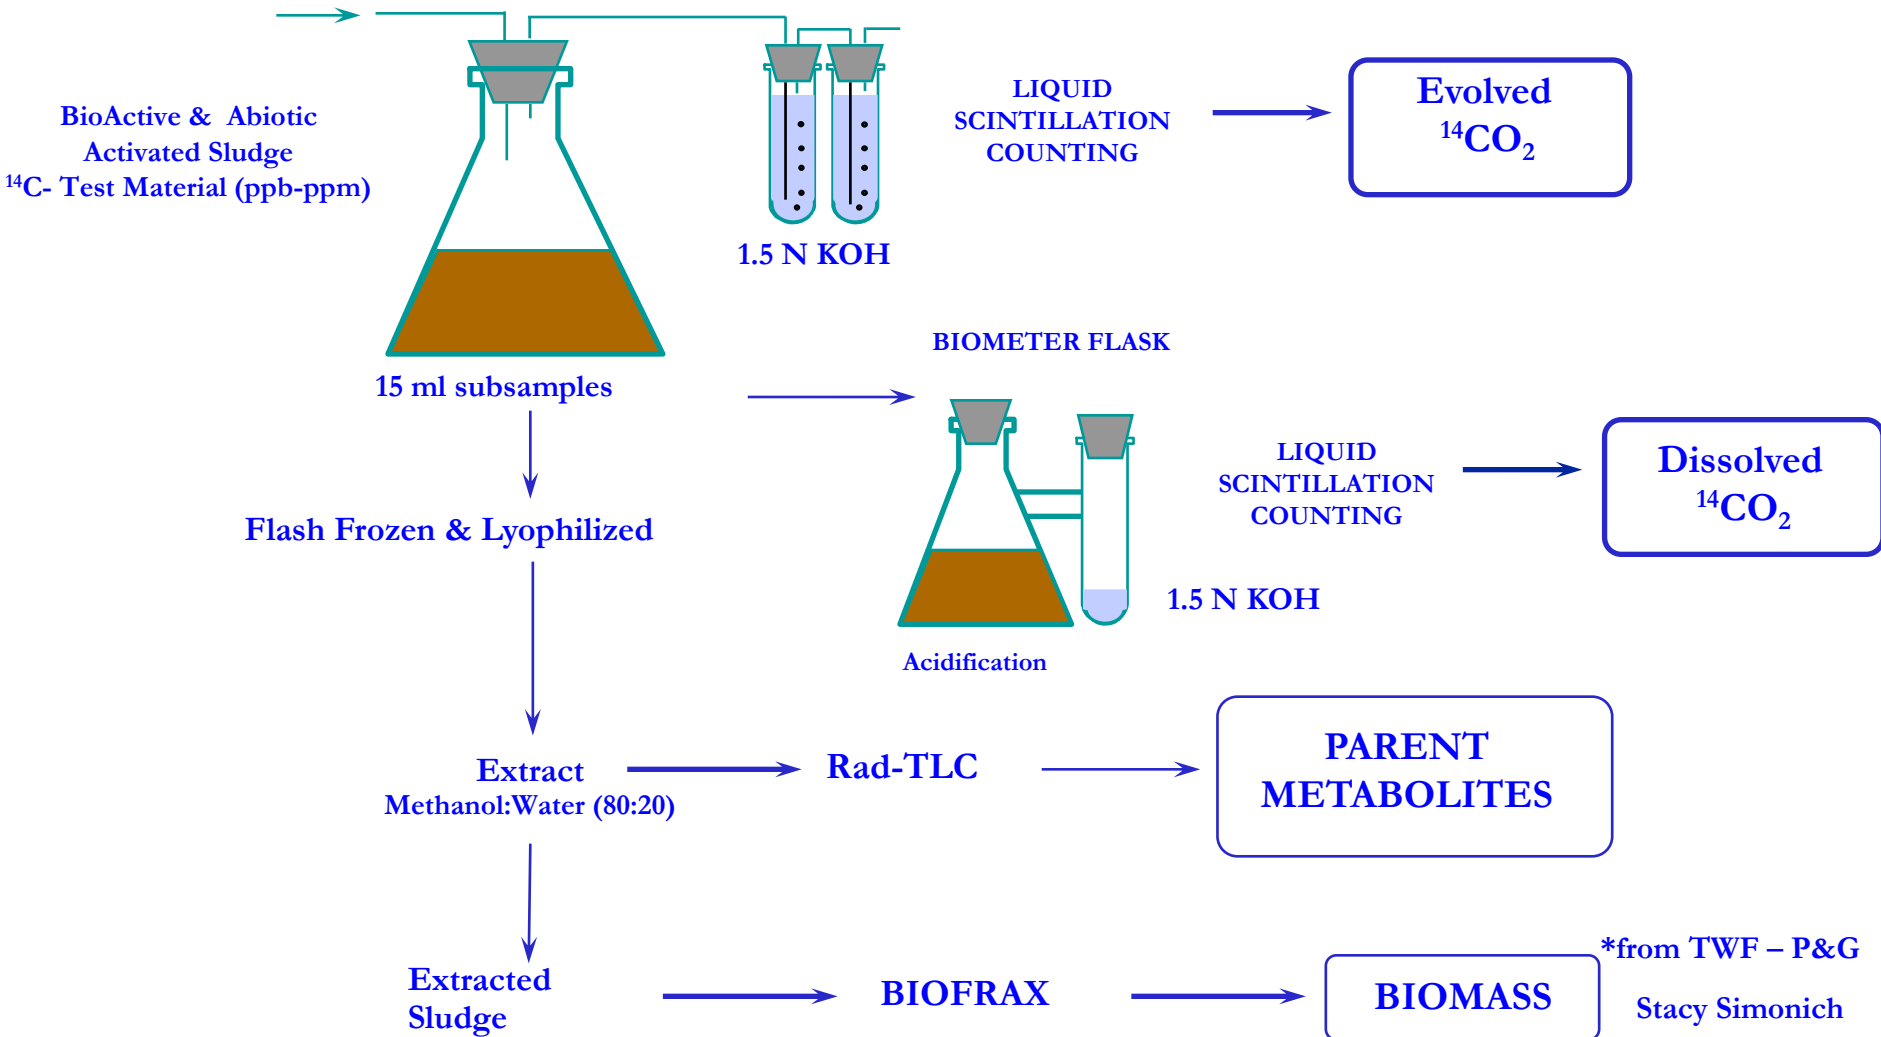 BioActive & Abiotic
Activated Sludge
¹⁴C- Test Material (ppb-ppm)
1.5 N KOH
LIQUID
SCINTILLATION
COUNTING
Evolved
¹⁴CO₂
15 ml subsamples
BIOMETER FLASK
Acidification
1.5 N KOH
LIQUID
SCINTILLATION
COUNTING
Dissolved
¹⁴CO₂
Flash Frozen & Lyophilized
Extract
Methanol:Water (80:20)
Rad-TLC
PARENT
METABOLITES
Extracted
Sludge
BIOFRAX
BIOMASS
*from TWF – P&G
Stacy Simonich